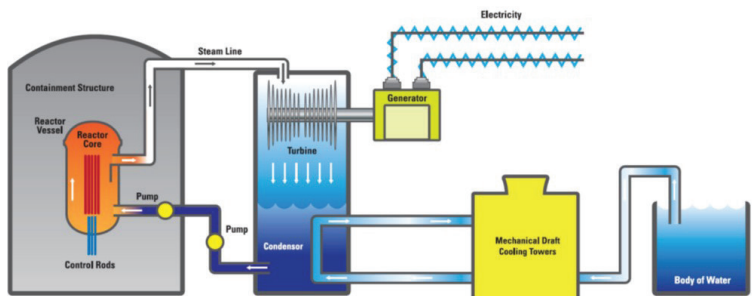 Electricity
Steam Line
Containment Structure
Generator
Reactor
Vessel
Reactor
Core
Turbine
Pump
Pump
Condensor
Mechanical Draft
Cooling Towers
Control Rods
Body of Water